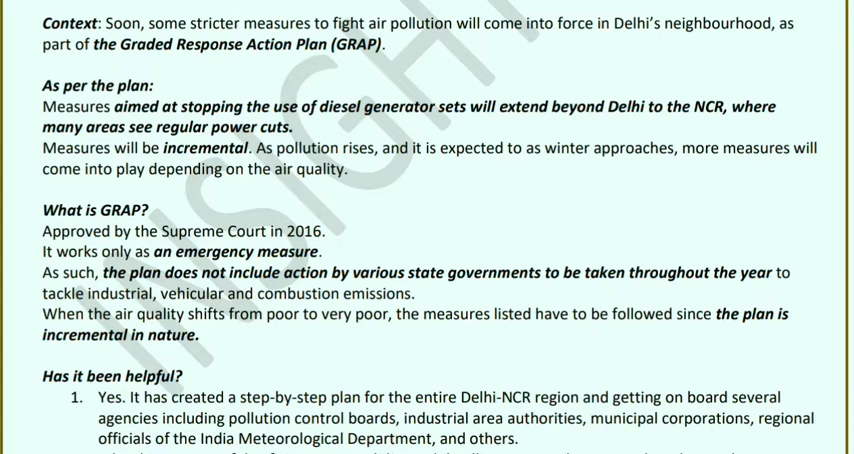 Context: Soon, some stricter measures to fight air pollution will come into force in Delhi's neighbourhood, as
part of the Graded Response Action Plan (GRAP).
As per the plan:
Measures aimed at stopping the use of diesel generator sets will extend beyond Delhi to the NCR, where
many areas see regular power cuts.
Measures will be incremental. As pollution rises, and it is expected to as winter approaches, more measures will
come into play depending on the air quality.
What is GRAP?
Approved by the Supreme Court in 2016.
It works only as an emergency measure.
As such, the plan does not include action by various state governments to be taken throughout the year to
tackle industrial, vehicular and combustion emissions.
When the air quality shifts from poor to very poor, the measures listed have to be followed since the plan is
incremental in nature.
Has it been helpful?
1. Yes. It has created a step-by-step plan for the entire Delhi-NCR region and getting on board several
agencies including pollution control boards, industrial area authorities, municipal corporations, regional
officials of the India Meteorological Department, and others.
INSIGHT